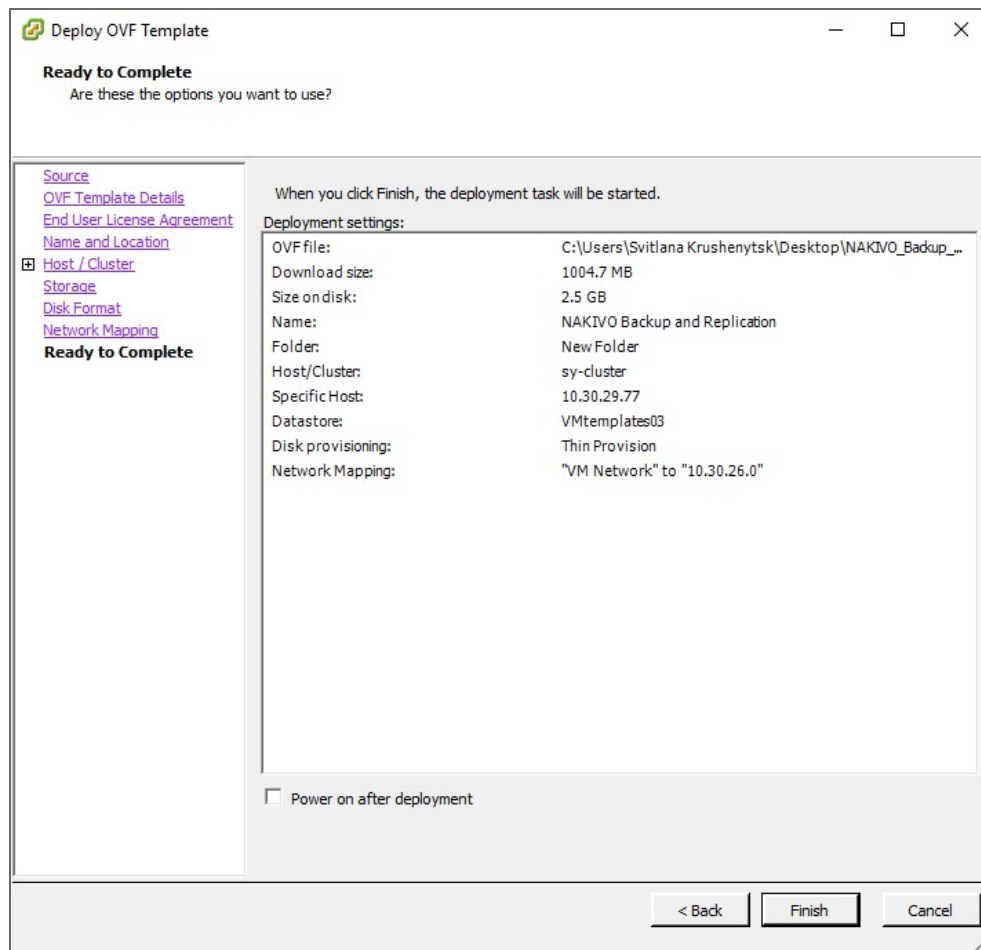 Deploy OVF Template
Ready to Complete
Are these the options you want to use?
Source
OVF Template Details
End User License Agreement
Name and Location
Host / Cluster
Storage
Disk Format
Network Mapping
Ready to Complete
When you click Finish, the deployment task will be started.
Deployment settings:
OVF file: C:\Users\Svitlana Krushenytsk\Desktop\NAKIVO_Backup_...
Download size: 1004.7 MB
Size on disk: 2.5 GB
Name: NAKIVO Backup and Replication
Folder: New Folder
Host/Cluster: sy-cluster
Specific Host: 10.30.29.77
Datastore: VMtemplates03
Disk provisioning: Thin Provision
Network Mapping: "VM Network" to "10.30.26.0"
Power on after deployment
< Back Finish Cancel